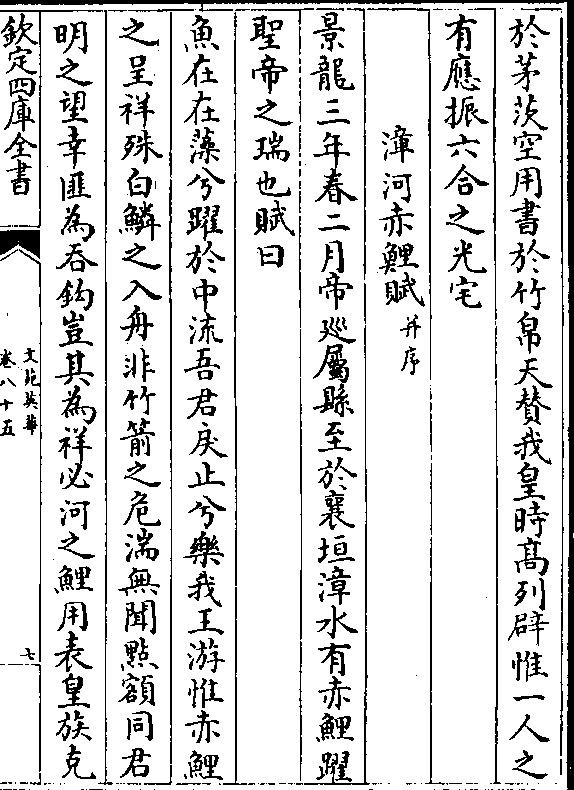 於茅茨空用書於竹帛天賛我皇時髙列辟惟一人之
有應振六合之光宅
漳河赤鯉賦并序
景龍三年春二月帝廵屬縣至於襄垣漳水有赤鯉躍
聖帝之瑞也賦曰
魚在在藻兮躍於中流吾君戾止兮樂我王游惟赤鯉
之呈祥殊白鱗之入舟非竹箭之危湍無聞㸃額同君
明之望幸匪為吞鈎豈其為祥必河之鯉用表皇族克
欽定四庫全書
文苑英華
卷八十五
七